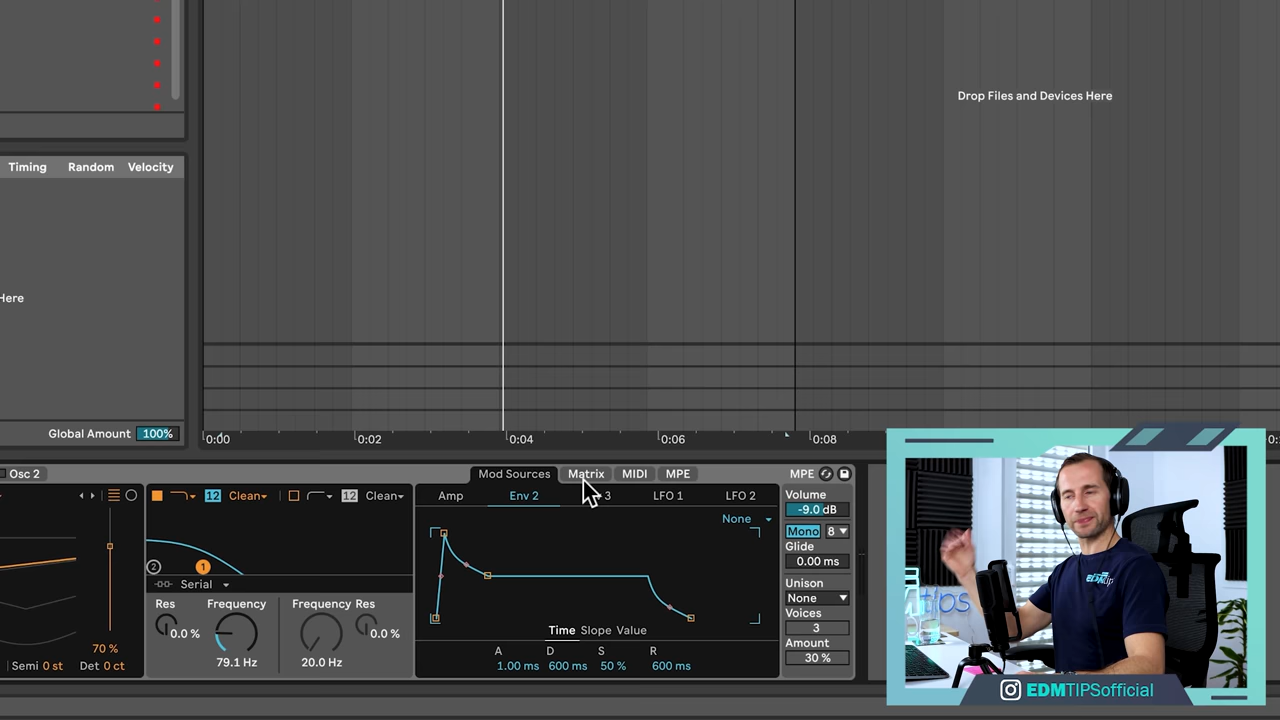 Drop Files and Devices Here
Timing Random Velocity
Here
Global Amount 100%
0:00 0:02 0:04 0:06 0:08
Osc 2
Mod Sources Matrix MIDI MPE MPE
12 Clean 12 Clean
Amp Env 2 3 LFO 1 LFO 2
Volume
-9.0 dB
None
Mono 8
Glide
0.00 ms
2 1
Serial
Unison
None
Res Frequency Frequency Res
Voices
3
0.0 % 0.0 %
Time Slope Value
Amount
30 %
70 %
79.1 Hz 20.0 Hz
A D S R
Semi 0 st Det 0 ct
1.00 ms 600 ms 50 % 600 ms
tips
EDMtip
EDMTIPSofficial